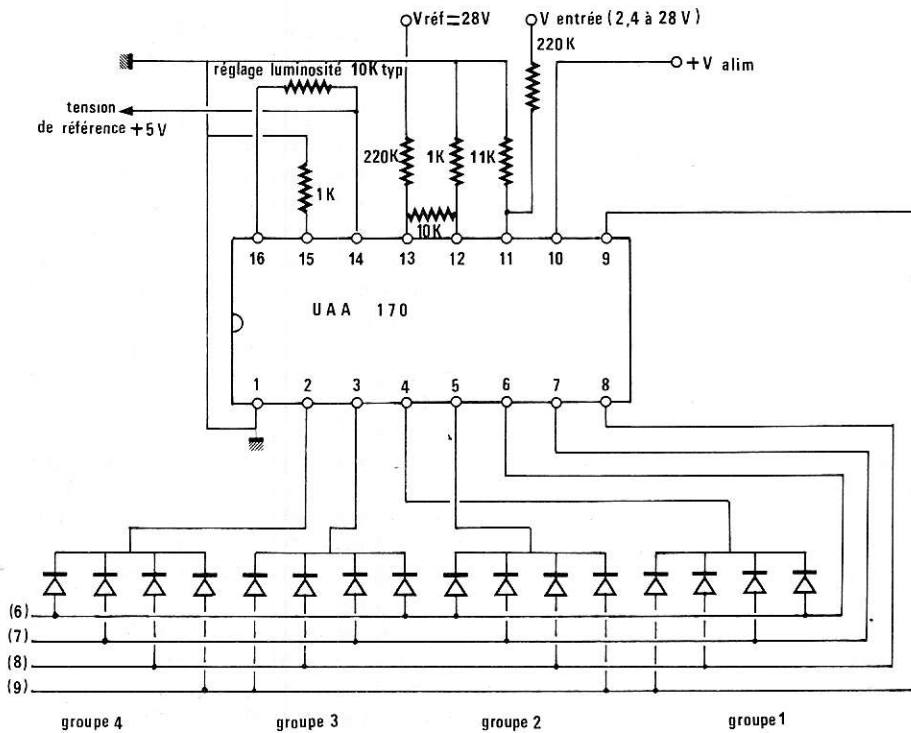 Vréf=28V
V entrée (2,4 à 28 V)
220K
réglage luminosité 10K typ
+V alim
tension
de référence +5V
220K
1K
11K
1K
10K
16 15 14 13 12 11 10 9
UAA 170
1 2 3 4 5 6 7 8
(6)
(7)
(8)
(9)
groupe 4 groupe 3 groupe 2 groupe 1